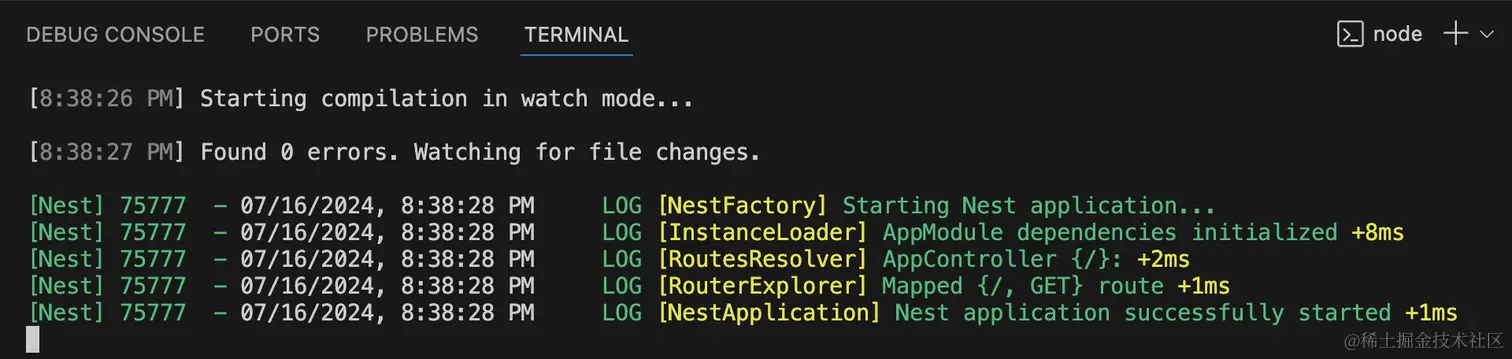 DEBUG CONSOLE PORTS PROBLEMS TERMINAL node
[8:38:26 PM] Starting compilation in watch mode...
[8:38:27 PM] Found 0 errors. Watching for file changes.
[Nest] 75777  - 07/16/2024, 8:38:28 PM     LOG [NestFactory] Starting Nest application...
[Nest] 75777  - 07/16/2024, 8:38:28 PM     LOG [InstanceLoader] AppModule dependencies initialized +8ms
[Nest] 75777  - 07/16/2024, 8:38:28 PM     LOG [RoutesResolver] AppController {/}: +2ms
[Nest] 75777  - 07/16/2024, 8:38:28 PM     LOG [RouterExplorer] Mapped {/, GET} route +1ms
[Nest] 75777  - 07/16/2024, 8:38:28 PM     LOG [NestApplication] Nest application successfully started +1ms
@稀土掘金技术社区